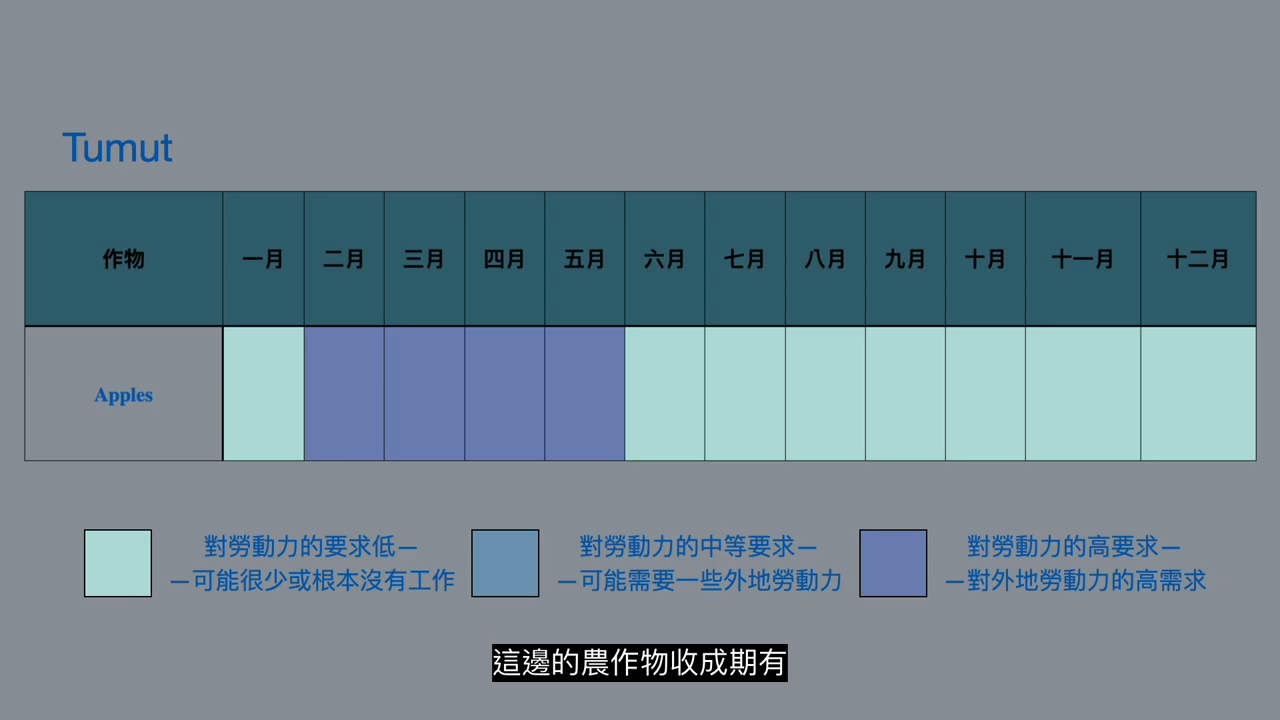 Tumut
作物 一月 二月 三月 四月 五月 六月 七月 八月 九月 十月 十一月 十二月
Apples
對勞動力的要求低—
—可能很少或根本沒有工作
對勞動力的中等要求—
—可能需要一些外地勞動力
對勞動力的高要求—
—對外地勞動力的高需求
這邊的農作物收成期有